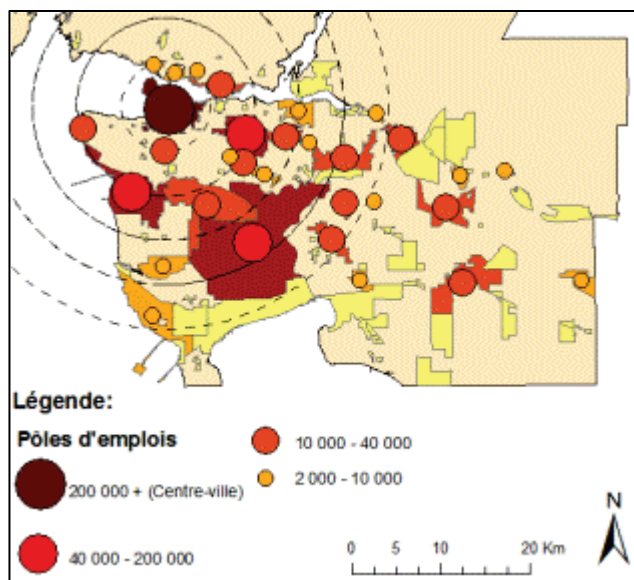 Légende:
Pôles d'emplois
200 000 + (Centre-ville)
40 000 - 200 000
10 000 - 40 000
2 000 - 10 000
N
0 5 10 20 Km